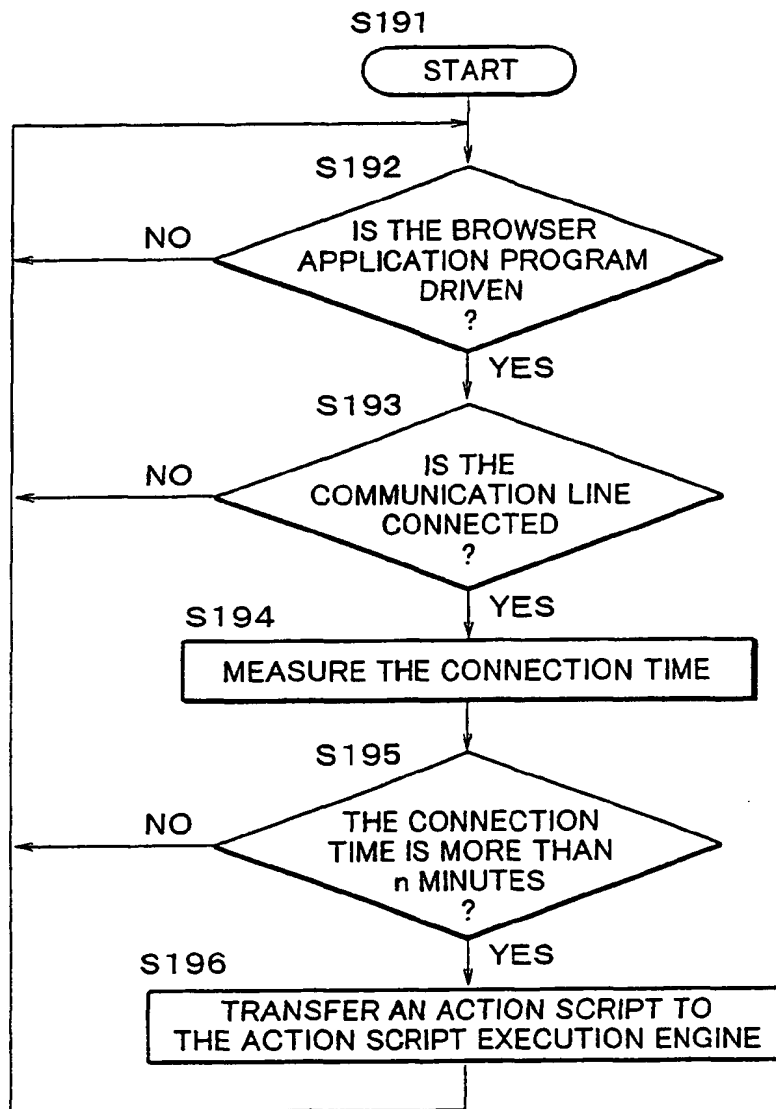 S191
START
S192
NO
IS THE BROWSER
APPLICATION PROGRAM
DRIVEN
?
YES
S193
NO
IS THE
COMMUNICATION LINE
CONNECTED
?
YES
S194
MEASURE THE CONNECTION TIME
S195
NO
THE CONNECTION
TIME IS MORE THAN
n MINUTES
?
YES
S196
TRANSFER AN ACTION SCRIPT TO
THE ACTION SCRIPT EXECUTION ENGINE